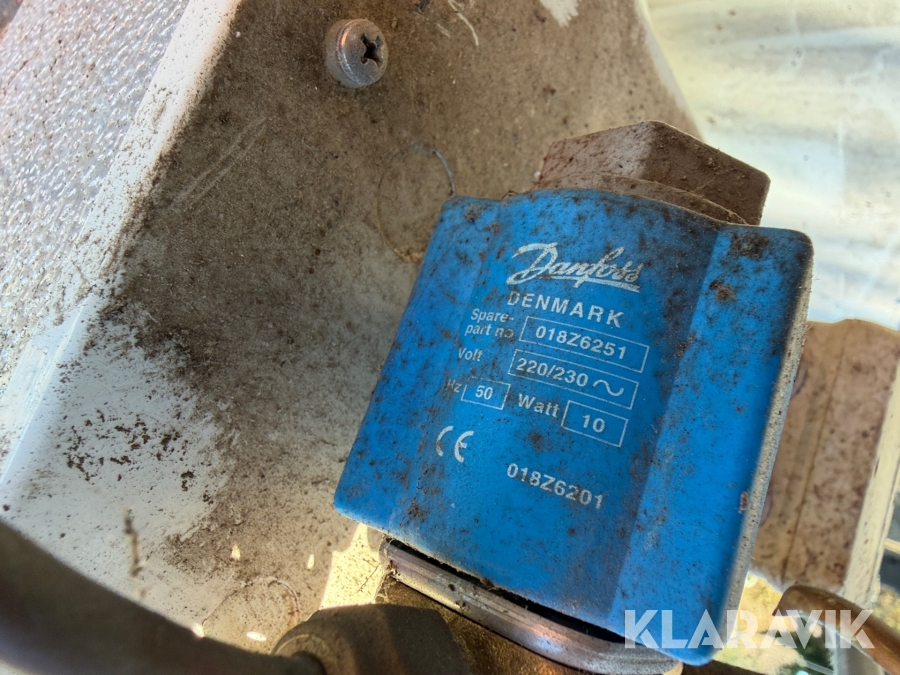 Danfoss
DENMARK
Spare-
part no. 018Z6251
Volt 220/230 ~
Hz 50 Watt 10
CE
018Z6201
KLARAVIK